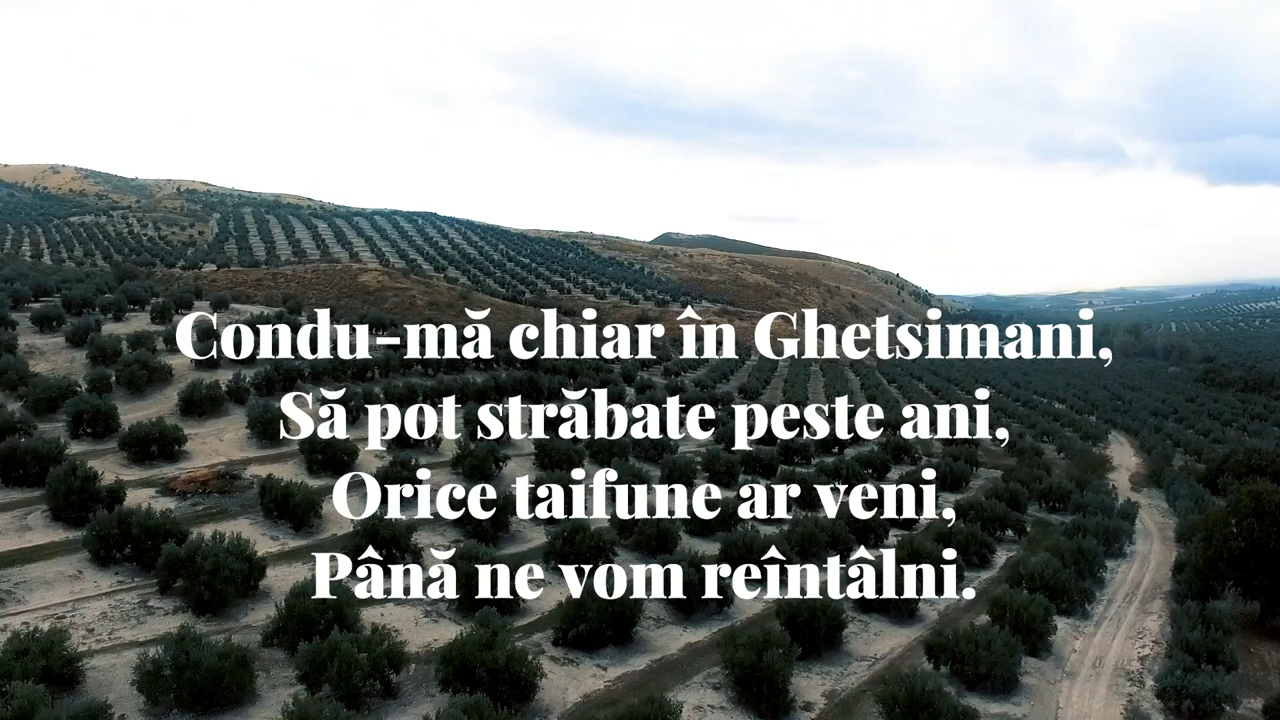 Condu-mă chiar în Ghetsimani,
Să pot străbate peste ani,
Orice taifune ar veni,
Până ne vom reîntâlni.